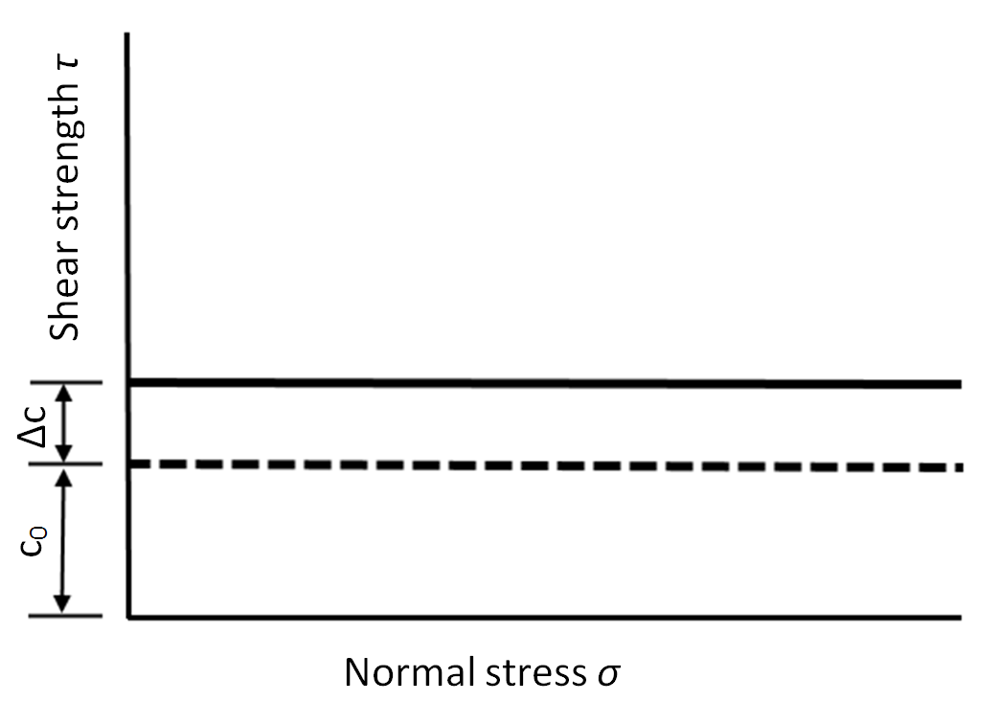 Shear strength τ
Δc
c₀
Normal stress σ